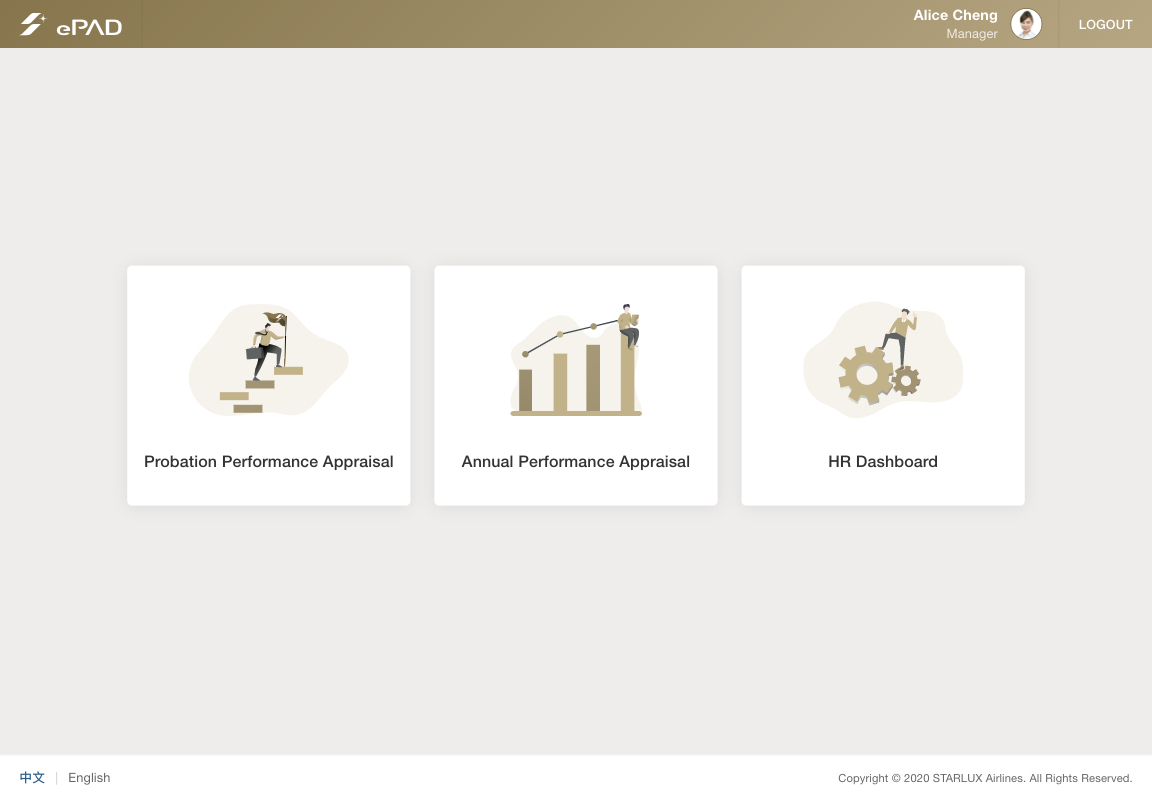 ePAD
Alice Cheng
Manager
LOGOUT
Probation Performance Appraisal
Annual Performance Appraisal
HR Dashboard
中文 | English
Copyright © 2020 STARLUX Airlines. All Rights Reserved.